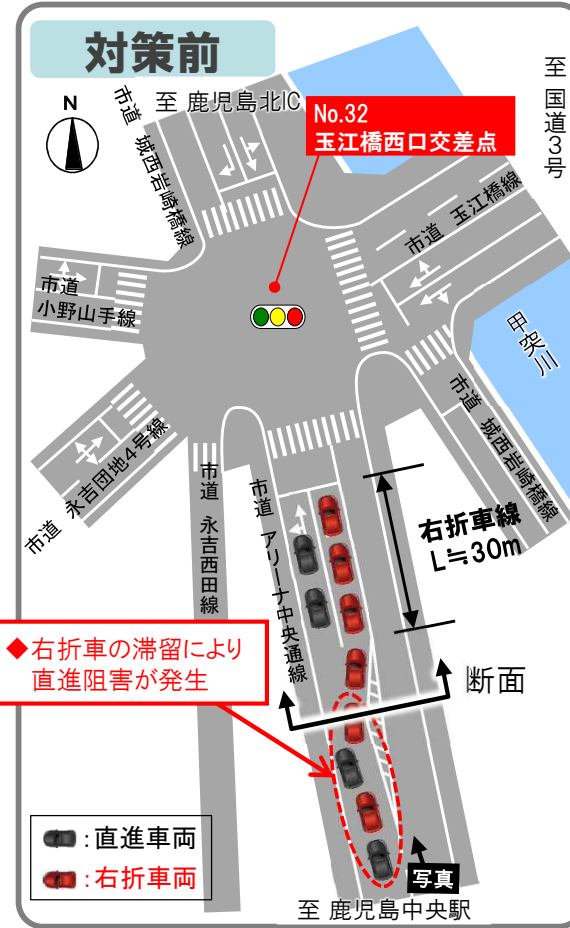 対策前
N
至 鹿児島北IC
No.32
玉江橋西口交差点
至 国道3号
市道 城西岩崎橋線
市道 玉江橋線
市道
小野山手線
甲突川
市道 城西岩崎橋線
市道 永吉団地4号線
市道 永吉西田線
市道 アリーナ中央通線
右折車線
L≒30m
◆右折車の滞留により
直進阻害が発生
断面
:直進車両
:右折車両
写真
至 鹿児島中央駅